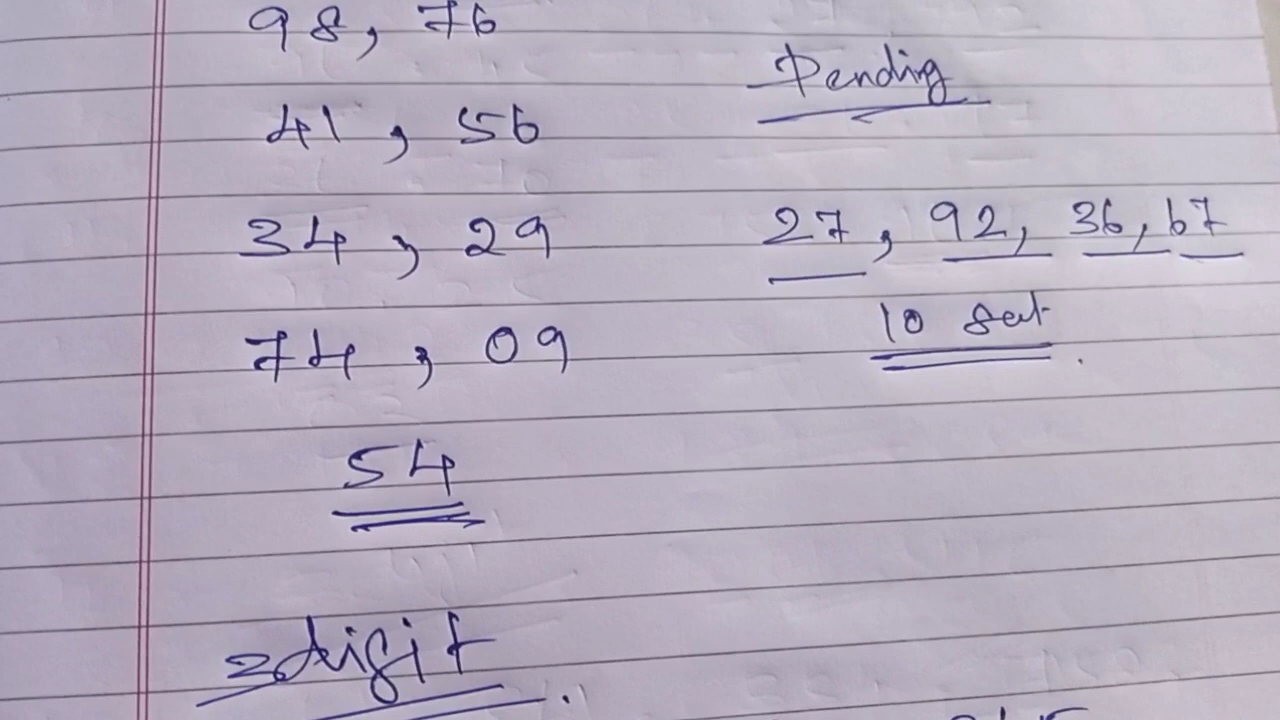 98, 76
Pending
41, 56
34, 29
27, 92, 36, 67
10 set.
74, 09
54
3digit.